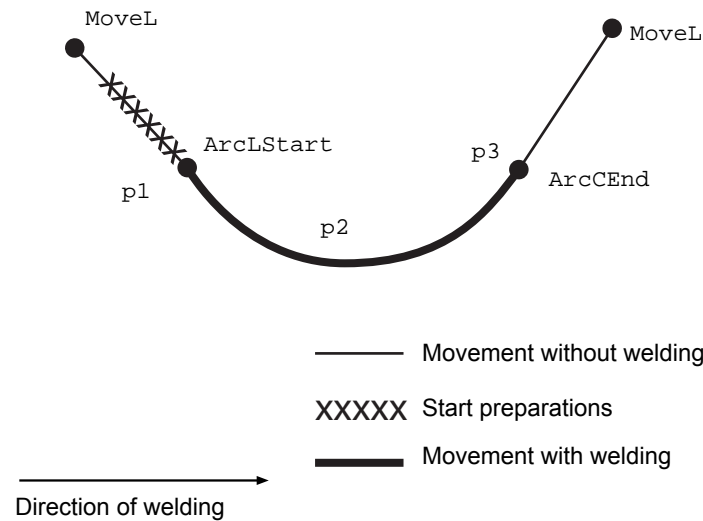 MoveL
MoveL
ArcLStart
p3
ArcCEnd
p1
p2
Movement without welding
XXXXX Start preparations
Movement with welding
Direction of welding